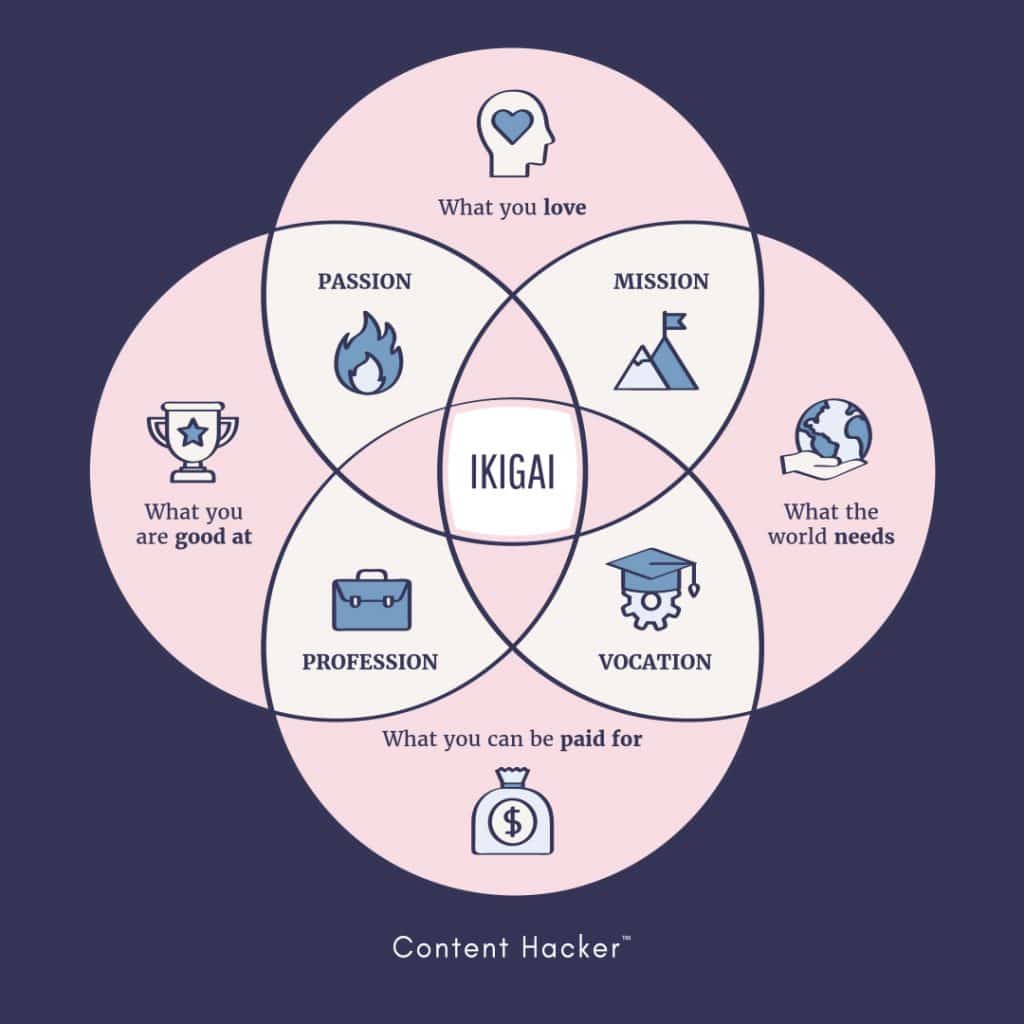 What you love
PASSION
MISSION
IKIGAI
What you
are good at
What the
world needs
PROFESSION
VOCATION
What you can be paid for
$
Content Hacker™